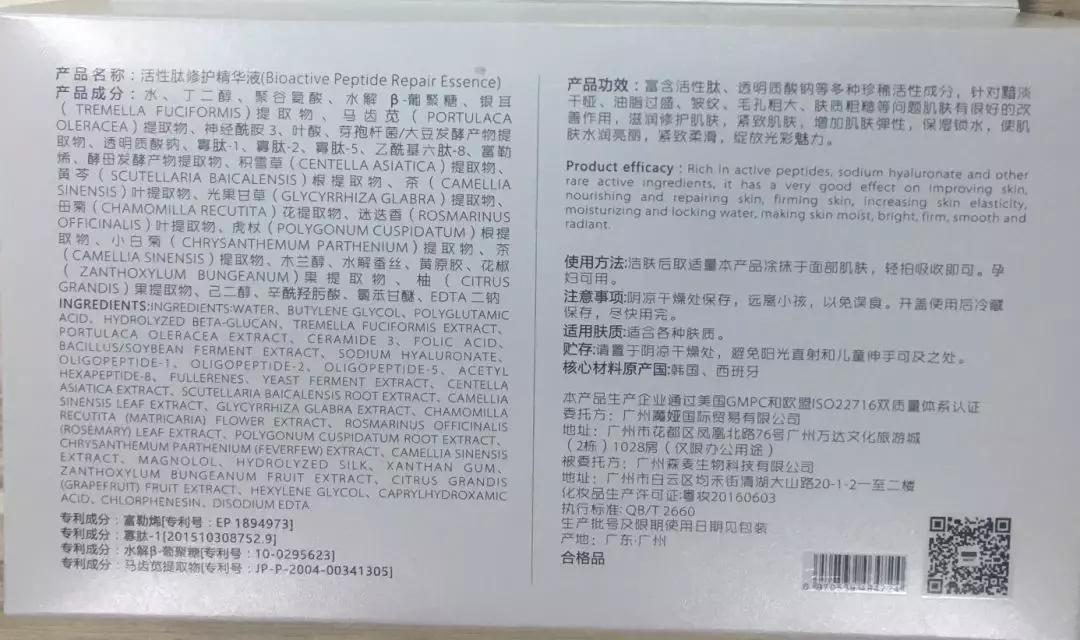 产品名称：活性肽修护精华液(Bioactive Peptide Repair Essence)
产品成分：水、丁二醇、聚谷氨酸、水解 β-葡聚糖、银耳
（TREMELLA FUCIFORMIS）提取物、马齿苋（PORTULACA
OLERACEA）提取物、神经酰胺 3、叶酸、芽孢杆菌/大豆发酵产物提
取物、透明质酸钠、寡肽-1、寡肽-2、寡肽-5、乙酰基六肽-8、富勒
烯、酵母发酵产物提取物、积雪草（CENTELLA ASIATICA）提取物、
黄芩（SCUTELLARIA BAICALENSIS）根提取物、茶（CAMELLIA
SINENSIS）叶提取物、光果甘草（GLYCYRRHIZA GLABRA）提取物、
母菊（CHAMOMILLA RECUTITA）花提取物、迷迭香（ROSMARINUS
OFFICINALIS）叶提取物、虎杖（POLYGONUM CUSPIDATUM）根提
取物、小白菊（CHRYSANTHEMUM PARTHENIUM）提取物、茶
（CAMELLIA SINENSIS）提取物、木兰醇、水解蚕丝、黄原胶、花椒
（ZANTHOXYLUM BUNGEANUM）果提取物、柚（CITRUS
GRANDIS）果提取物、己二醇、辛酰羟肟酸、氯苯甘醚、EDTA 二钠
INGREDIENTS:INGREDIENTS:WATER, BUTYLENE GLYCOL, POLYGLUTAMIC
ACID, HYDROLYZED BETA-GLUCAN, TREMELLA FUCIFORMIS EXTRACT,
PORTULACA OLERACEA EXTRACT, CERAMIDE 3, FOLIC ACID,
BACILLUS/SOYBEAN FERMENT EXTRACT, SODIUM HYALURONATE,
OLIGOPEPTIDE-1, OLIGOPEPTIDE-2, OLIGOPEPTIDE-5, ACETYL
HEXAPEPTIDE-8, FULLERENES, YEAST FERMENT EXTRACT, CENTELLA
ASIATICA EXTRACT, SCUTELLARIA BAICALENSIS ROOT EXTRACT, CAMELLIA
SINENSIS LEAF EXTRACT, GLYCYRRHIZA GLABRA EXTRACT, CHAMOMILLA
RECUTITA (MATRICARIA) FLOWER EXTRACT, ROSMARINUS OFFICINALIS
(ROSEMARY) LEAF EXTRACT, POLYGONUM CUSPIDATUM ROOT EXTRACT,
CHRYSANTHEMUM PARTHENIUM (FEVERFEW) EXTRACT, CAMELLIA SINENSIS
EXTRACT, MAGNOLOL, HYDROLYZED SILK, XANTHAN GUM,
ZANTHOXYLUM BUNGEANUM FRUIT EXTRACT, CITRUS GRANDIS
(GRAPEFRUIT) FRUIT EXTRACT, HEXYLENE GLYCOL, CAPRYLHYDROXAMIC
ACID, CHLORPHENESIN, DISODIUM EDTA
专利成分：富勒烯[专利号：EP 1894973]
专利成分：寡肽-1[201510308752.9]
专利成分：水解β-葡聚糖[专利号：10-0295623]
专利成分：马齿苋提取物[专利号：JP-P-2004-00341305]
产品功效：富含活性肽、透明质酸钠等多种珍稀活性成分，针对黯淡
干哑、油脂过盛、皱纹、毛孔粗大、肤质粗糙等问题肌肤有很好的改
善作用，滋润修护肌肤，紧致肌肤，增加肌肤弹性，保湿锁水，使肌
肤水润亮丽，紧致柔滑，绽放光彩魅力。
Product efficacy : Rich in active peptides, sodium hyaluronate and other
rare active ingredients, it has a very good effect on improving skin,
nourishing and repairing skin, firming skin, increasing skin elasticity,
moisturizing and locking water, making skin moist, bright, firm, smooth and
radiant.
使用方法:洁肤后取适量本产品涂抹于面部肌肤，轻拍吸收即可。孕
妇可用。
注意事项:阴凉干燥处保存，远离小孩，以免误食。开盖使用后冷藏
保存，尽快用完。
适用肤质:适合各种肤质。
贮存:请置于阴凉干燥处，避免阳光直射和儿童伸手可及之处。
核心材料原产国:韩国、西班牙
本产品生产企业通过美国GMPC和欧盟ISO22716双质量体系认证
委托方：广州魔娅国际贸易有限公司
地址：广州市花都区凤凰北路76号广州万达文化旅游城
（2栋）1028房（仅限办公用途）
被委托方：广州森麦生物科技有限公司
地址：广州市白云区均禾街清湖大山路20-1-2一至二楼
化妆品生产许可证:粤妆20160603
执行标准: QB/T 2660
生产批号及限期使用日期见包装
产地：广东·广州
合格品